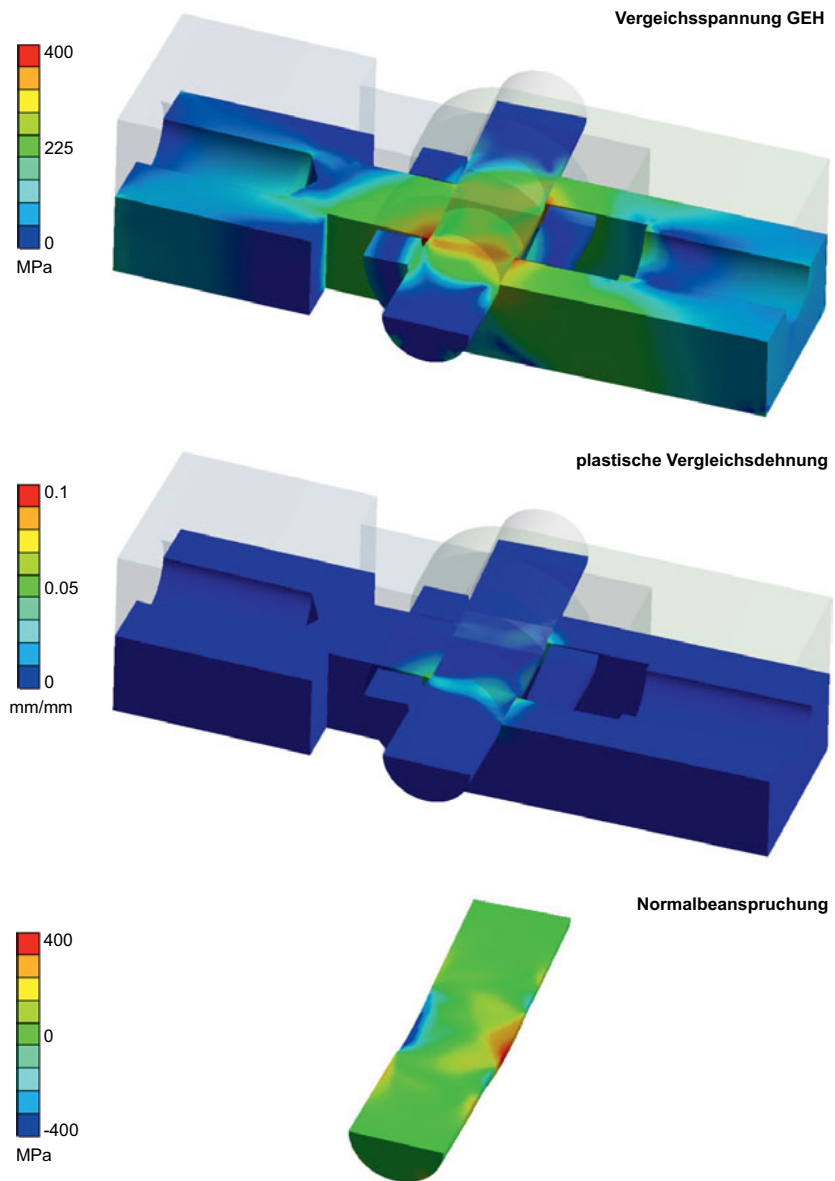 Vergeichsspannung GEH
400
225
0
MPa
plastische Vergleichsdehnung
0.1
0.05
0
mm/mm
Normalbeanspruchung
400
0
-400
MPa